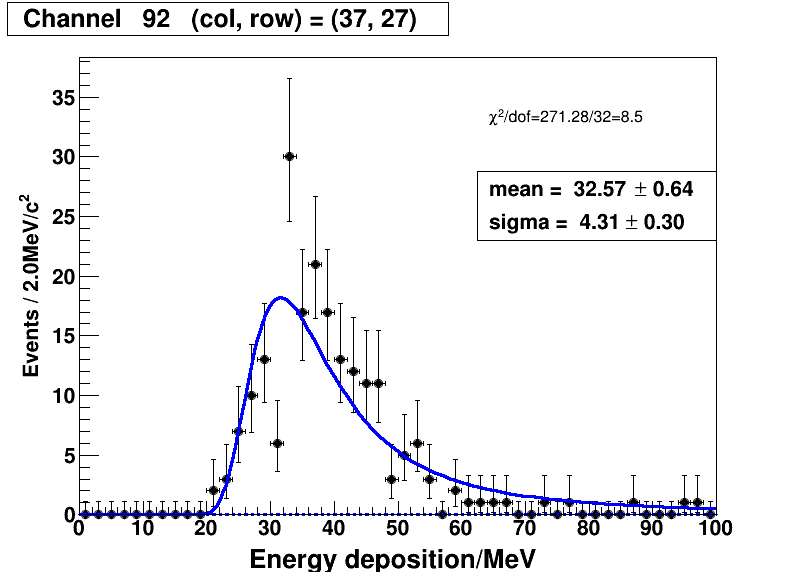 Channel 92 (col, row) = (37, 27)
χ²/dof=271.28/32=8.5
mean = 32.57 ± 0.64
sigma = 4.31 ± 0.30
Events / 2.0MeV/c²
35
30
25
20
15
10
5
0
0 10 20 30 40 50 60 70 80 90 100
Energy deposition/MeV